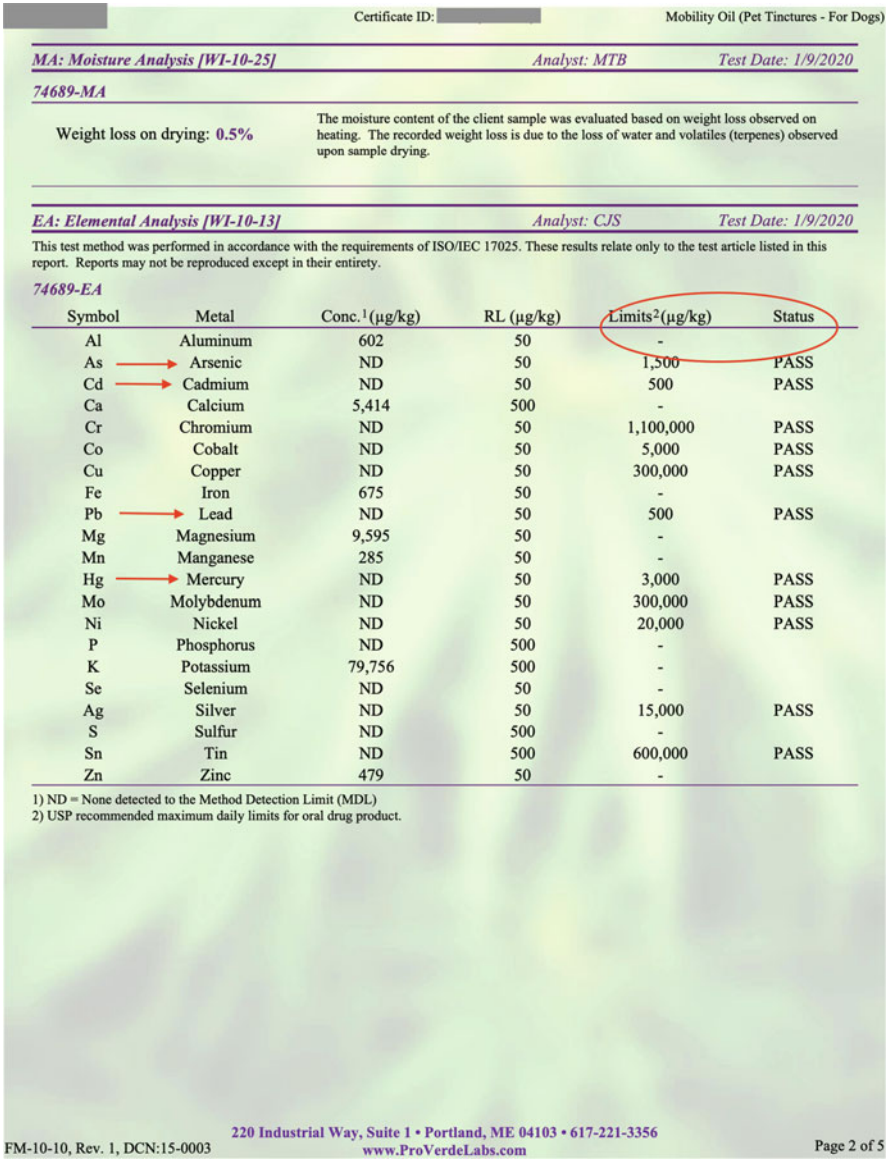 Certificate ID: Mobility Oil (Pet Tinctures - For Dogs)
MA: Moisture Analysis [WI-10-25] Analyst: MTB Test Date: 1/9/2020
74689-MA
Weight loss on drying: 0.5%
The moisture content of the client sample was evaluated based on weight loss observed on
heating. The recorded weight loss is due to the loss of water and volatiles (terpenes) observed
upon sample drying.
EA: Elemental Analysis [WI-10-13] Analyst: CJS Test Date: 1/9/2020
This test method was performed in accordance with the requirements of ISO/IEC 17025. These results relate only to the test article listed in this
report. Reports may not be reproduced except in their entirety.
74689-EA
Symbol Metal Conc.1 (µg/kg) RL (µg/kg) Limits2 (µg/kg) Status
Al Aluminum 602 50 -
As Arsenic ND 50 1,500 PASS
Cd Cadmium ND 50 500 PASS
Ca Calcium 5,414 500 -
Cr Chromium ND 50 1,100,000 PASS
Co Cobalt ND 50 5,000 PASS
Cu Copper ND 50 300,000 PASS
Fe Iron 675 50 -
Pb Lead ND 50 500 PASS
Mg Magnesium 9,595 50 -
Mn Manganese 285 50 -
Hg Mercury ND 50 3,000 PASS
Mo Molybdenum ND 50 300,000 PASS
Ni Nickel ND 50 20,000 PASS
P Phosphorus ND 500 -
K Potassium 79,756 500 -
Se Selenium ND 50 -
Ag Silver ND 50 15,000 PASS
S Sulfur ND 500 -
Sn Tin ND 500 600,000 PASS
Zn Zinc 479 50 -
1) ND = None detected to the Method Detection Limit (MDL)
2) USP recommended maximum daily limits for oral drug product.
220 Industrial Way, Suite 1 • Portland, ME 04103 • 617-221-3356
FM-10-10, Rev. 1, DCN:15-0003 www.ProVerdeLabs.com Page 2 of 5